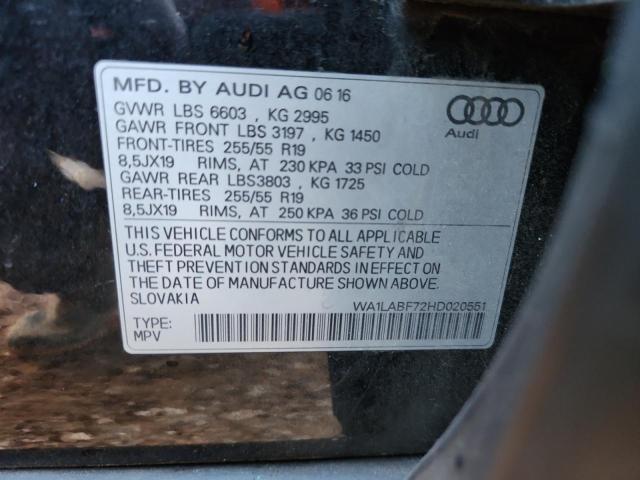 MFD. BY AUDI AG 06 16
GVWR LBS 6603 , KG 2995
GAWR FRONT LBS 3197 , KG 1450
FRONT-TIRES 255/55 R19
8,5JX19 RIMS, AT 230 KPA 33 PSI COLD
GAWR REAR LBS3803 , KG 1725
REAR-TIRES 255/55 R19
8,5JX19 RIMS, AT 250 KPA 36 PSI COLD
Audi
THIS VEHICLE CONFORMS TO ALL APPLICABLE
U.S. FEDERAL MOTOR VEHICLE SAFETY AND
THEFT PREVENTION STANDARDS IN EFFECT ON
THE DATE OF MANUFACTURE SHOWN ABOVE.
SLOVAKIA
WA1LABF72HD020551
TYPE:
MPV